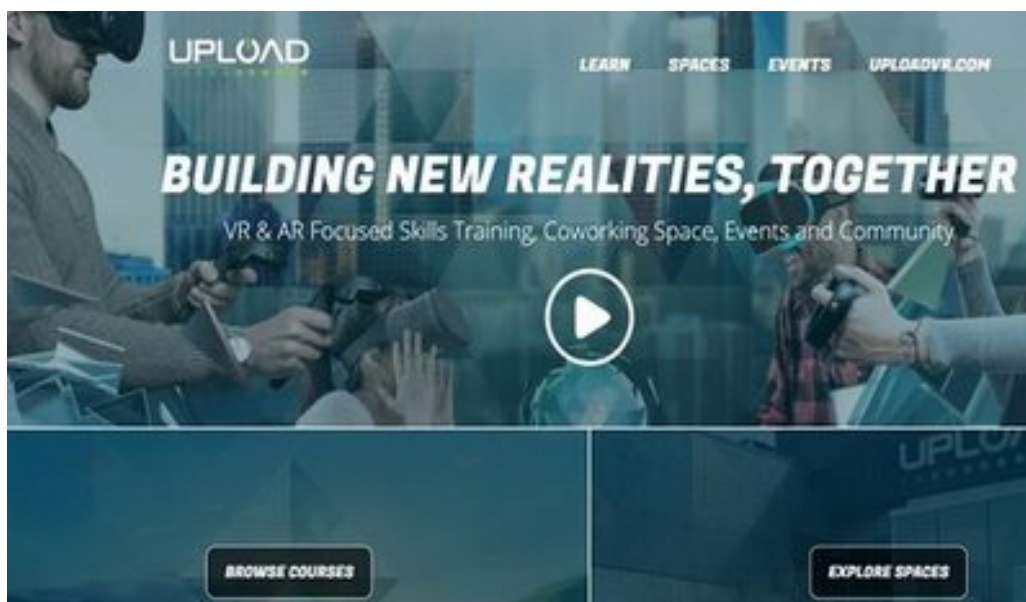 UPLOAD
LEARN SPACES EVENTS UPLOADVR.COM
BUILDING NEW REALITIES, TOGETHER
VR & AR Focused Skills Training, Coworking Space, Events and Community
UPLOA
BROWSE COURSES
EXPLORE SPACES